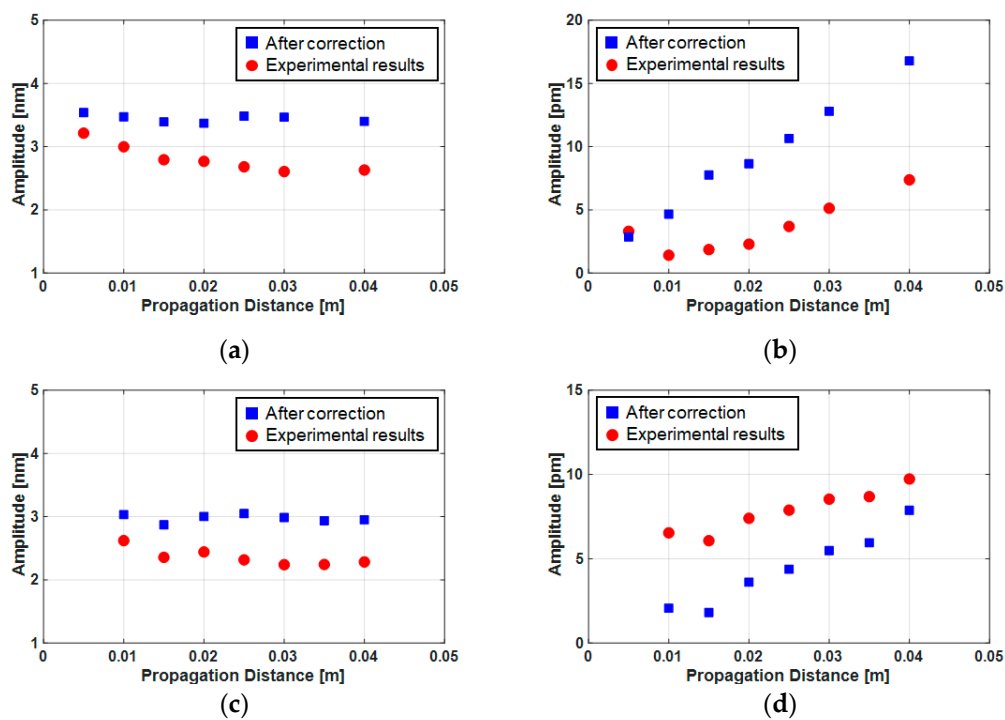 5
4
3
2
1
Amplitude [nm]
After correction
Experimental results
0 0.01 0.02 0.03 0.04 0.05
Propagation Distance [m]
(a)
20
15
10
5
0
Amplitude [pm]
After correction
Experimental results
0 0.01 0.02 0.03 0.04 0.05
Propagation Distance [m]
(b)
5
4
3
2
1
Amplitude [nm]
After correction
Experimental results
0 0.01 0.02 0.03 0.04 0.05
Propagation Distance [m]
(c)
15
10
5
0
Amplitude [pm]
After correction
Experimental results
0 0.01 0.02 0.03 0.04 0.05
Propagation Distance [m]
(d)